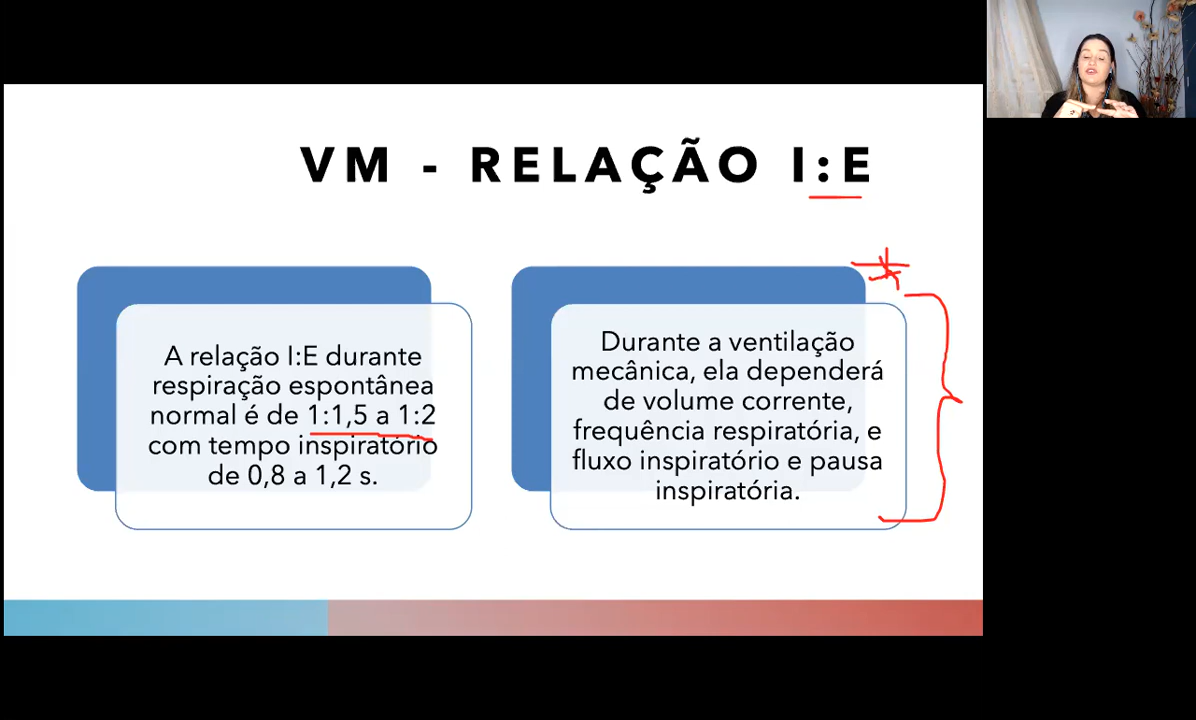 VM - RELAÇÃO I:E
A relação I:E durante
respiração espontânea
normal é de 1:1,5 a 1:2
com tempo inspiratório
de 0,8 a 1,2 s.
Durante a ventilação
mecânica, ela dependerá
de volume corrente,
frequência respiratória, e
fluxo inspiratório e pausa
inspiratória.